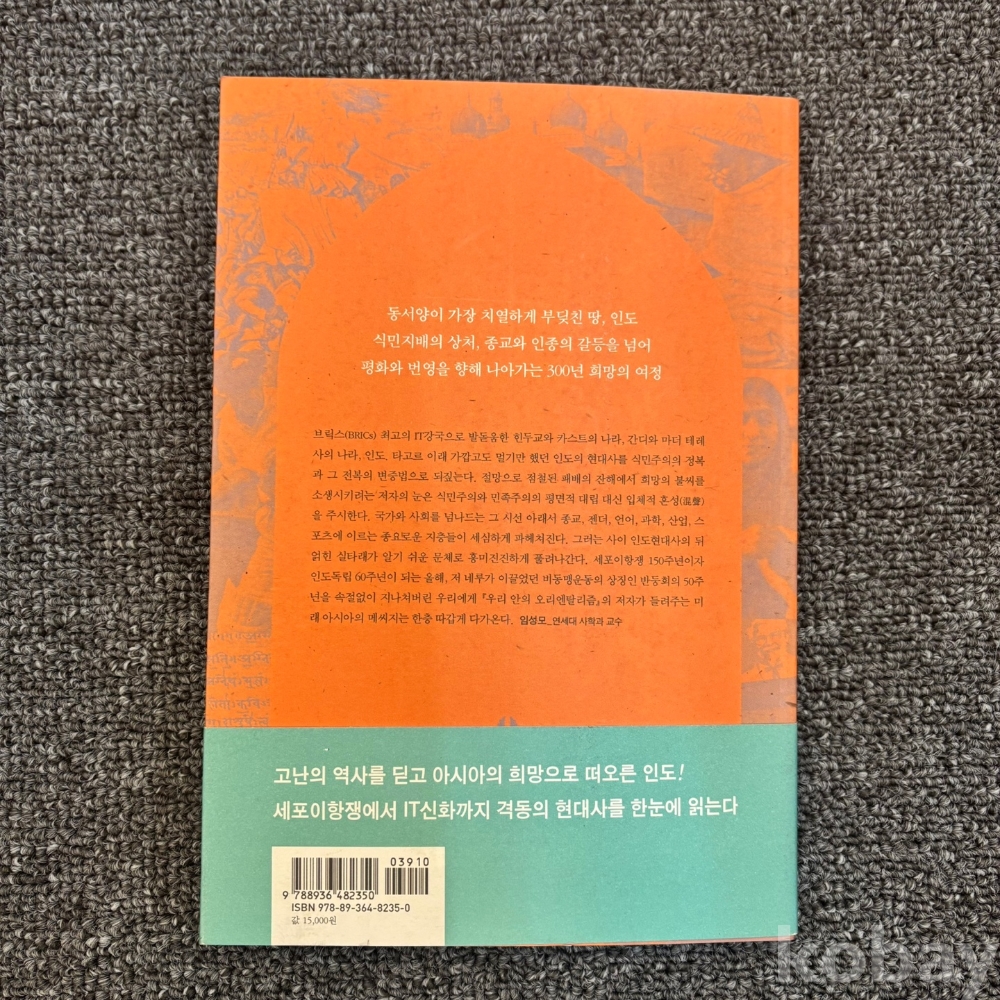 동서양이 가장 치열하게 부딪친 땅, 인도
식민지배의 상처, 종교와 인종의 갈등을 넘어
평화와 번영을 향해 나아가는 300년 희망의 여정
브릭스(BRICs) 최고의 IT강국으로 발돋움한 힌두교와 카스트의 나라, 간디와 마더 테레
사의 나라, 인도. 타고르 이래 가깝고도 멀기만 했던 인도의 현대사를 식민주의의 정복
과 그 전복의 변증법으로 되짚는다. 절망으로 점철된 패배의 잔해에서 희망의 불씨를
소생시키려는 저자의 눈은 식민주의와 민족주의의 평면적 대립 대신 입체적 혼성(混聲)
을 주시한다. 국가와 사회를 넘나드는 그 시선 아래서 종교, 젠더, 언어, 과학, 산업, 스
포츠에 이르는 종요로운 지층들이 세심하게 파헤쳐진다. 그러는 사이 인도현대사의 뒤
얽힌 실타래가 알기 쉬운 문체로 흥미진진하게 풀려나간다. 세포이항쟁 150주년이자
인도독립 60주년이 되는 올해, 저 네루가 이끌었던 비동맹운동의 상징인 반둥회의 50주
년을 속절없이 지나쳐버린 우리에게 『우리 안의 오리엔탈리즘』의 저자가 들려주는 미
래 아시아의 메씨지는 한층 따갑게 다가온다. 임성모_연세대 사학과 교수
고난의 역사를 딛고 아시아의 희망으로 떠오른 인도!
세포이항쟁에서 IT신화까지 격동의 현대사를 한눈에 읽는다
03910
9 788936 482350
ISBN 978-89-364-8235-0
값 15,000원
kobay